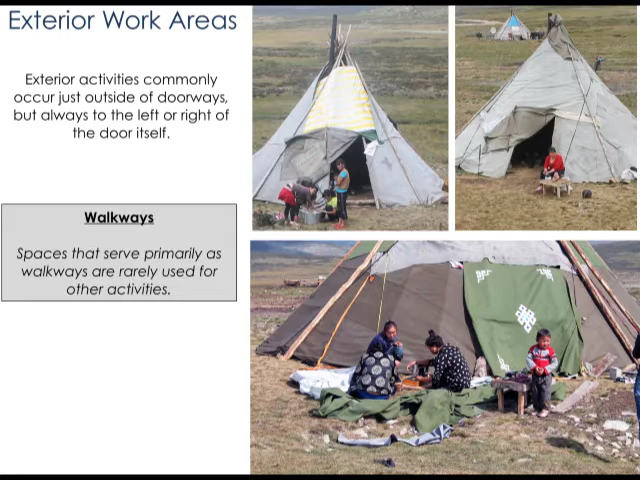 Exterior Work Areas
Exterior activities commonly
occur just outside of doorways,
but always to the left or right of
the door itself.
Walkways
Spaces that serve primarily as
walkways are rarely used for
other activities.